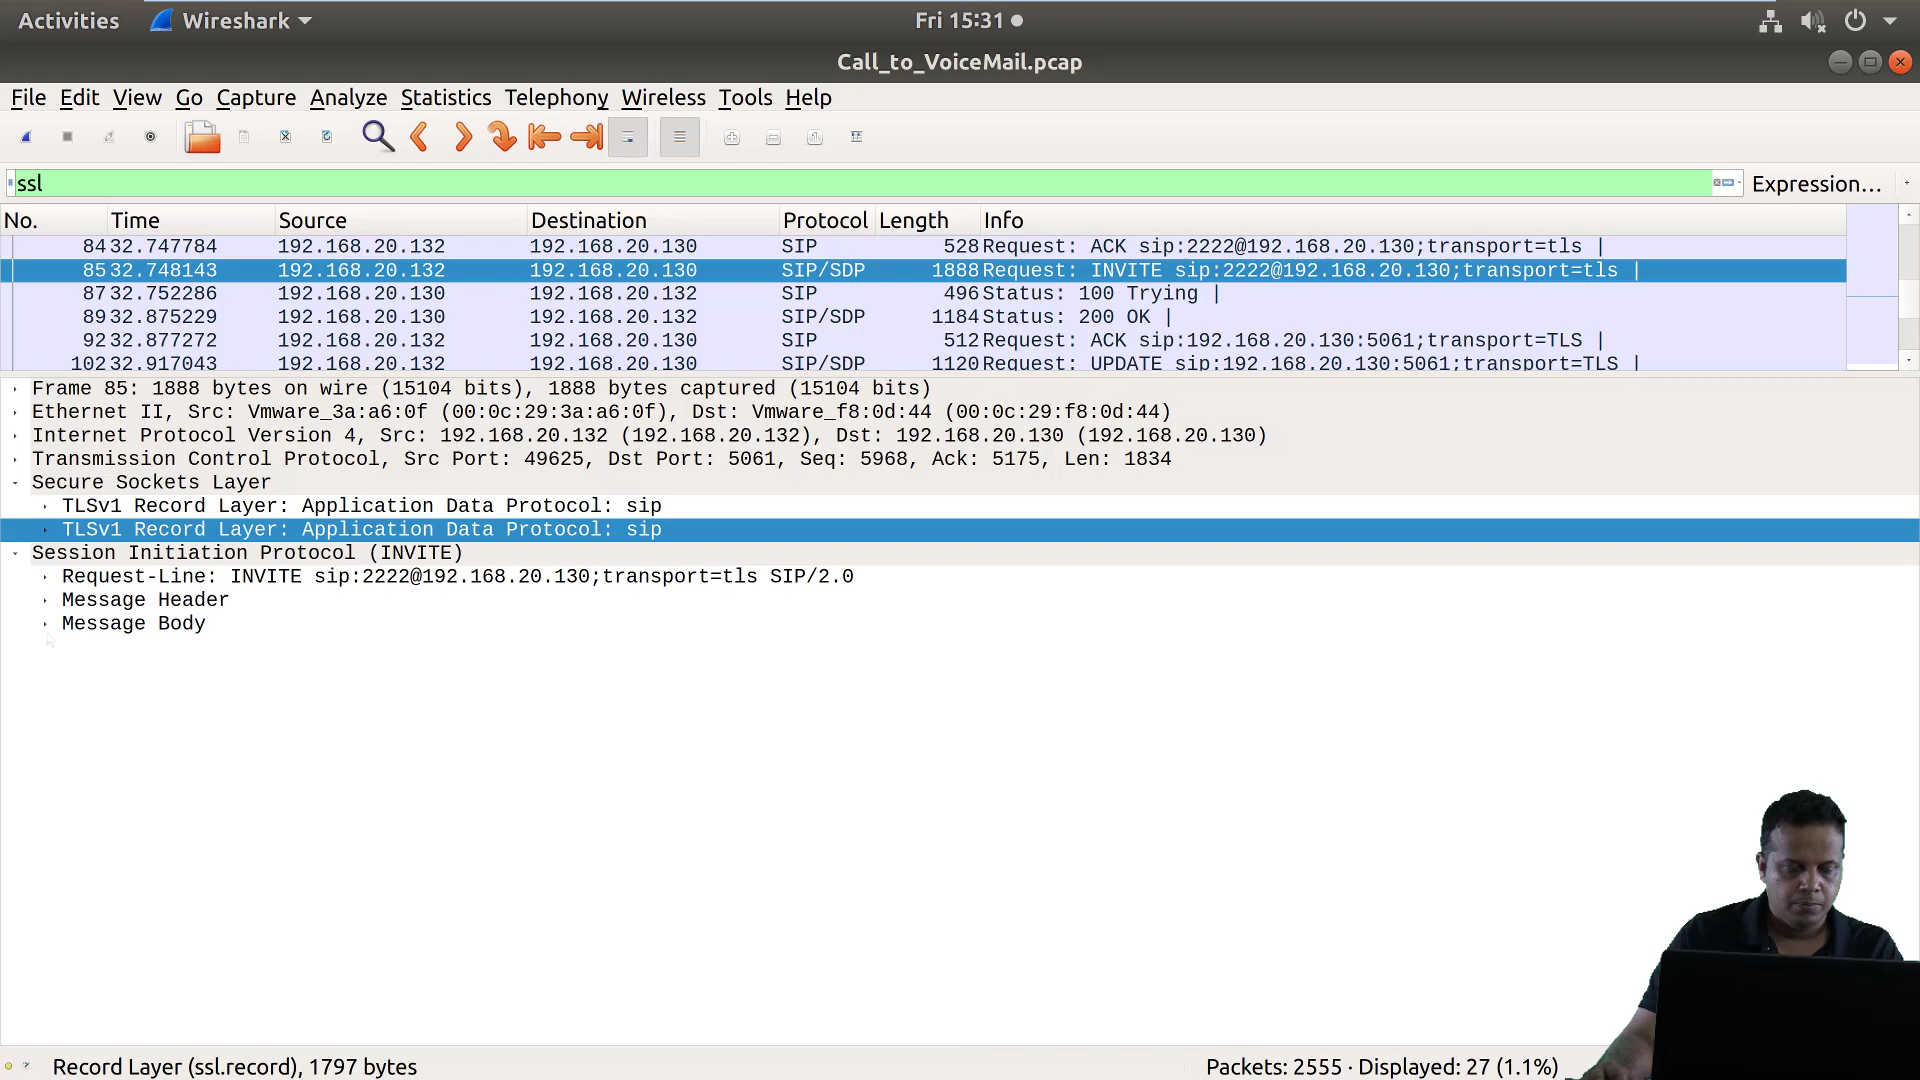 Activities Wireshark Fri 15:31
Call_to_VoiceMail.pcap
File Edit View Go Capture Analyze Statistics Telephony Wireless Tools Help
ssl Expression…
No. Time Source Destination Protocol Length Info
84 32.747784 192.168.20.132 192.168.20.130 SIP 528 Request: ACK sip:2222@192.168.20.130;transport=tls |
85 32.748143 192.168.20.132 192.168.20.130 SIP/SDP 1888 Request: INVITE sip:2222@192.168.20.130;transport=tls |
87 32.752286 192.168.20.130 192.168.20.132 SIP 496 Status: 100 Trying |
89 32.875229 192.168.20.130 192.168.20.132 SIP/SDP 1184 Status: 200 OK |
92 32.877272 192.168.20.132 192.168.20.130 SIP 512 Request: ACK sip:192.168.20.130:5061;transport=TLS |
102 32.917043 192.168.20.132 192.168.20.130 SIP/SDP 1120 Request: UPDATE sip:192.168.20.130:5061;transport=TLS |
Frame 85: 1888 bytes on wire (15104 bits), 1888 bytes captured (15104 bits)
Ethernet II, Src: Vmware_3a:a6:0f (00:0c:29:3a:a6:0f), Dst: Vmware_f8:0d:44 (00:0c:29:f8:0d:44)
Internet Protocol Version 4, Src: 192.168.20.132 (192.168.20.132), Dst: 192.168.20.130 (192.168.20.130)
Transmission Control Protocol, Src Port: 49625, Dst Port: 5061, Seq: 5968, Ack: 5175, Len: 1834
Secure Sockets Layer
TLSv1 Record Layer: Application Data Protocol: sip
TLSv1 Record Layer: Application Data Protocol: sip
Session Initiation Protocol (INVITE)
Request-Line: INVITE sip:2222@192.168.20.130;transport=tls SIP/2.0
Message Header
Message Body
Record Layer (ssl.record), 1797 bytes Packets: 2555 · Displayed: 27 (1.1%)